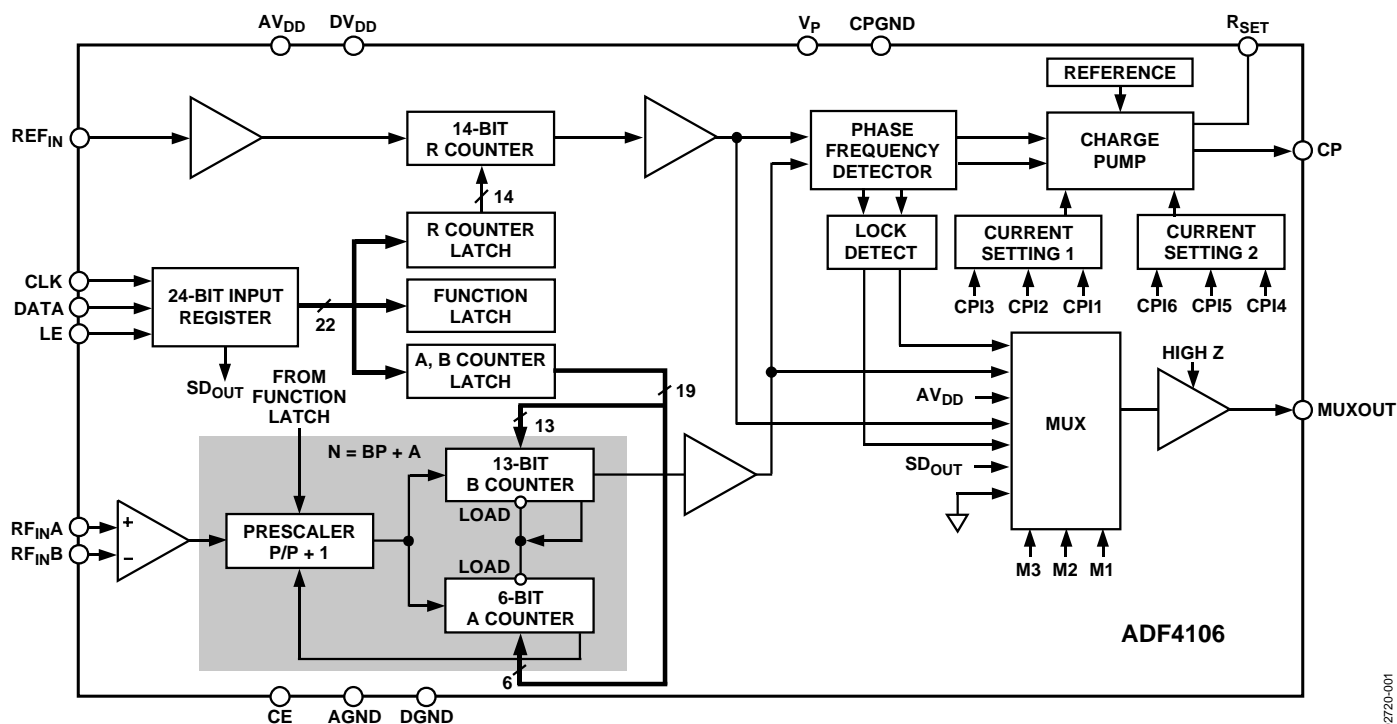 AVDD
DVDD
VP
CPGND
RSET
REFERENCE
REFIN
14-BIT
R COUNTER
PHASE
FREQUENCY
DETECTOR
CHARGE
PUMP
CP
14
R COUNTER
LATCH
LOCK
DETECT
CURRENT
SETTING 1
CURRENT
SETTING 2
CLK
DATA
LE
24-BIT INPUT
REGISTER
22
FUNCTION
LATCH
CPI3
CPI2
CPI1
CPI6
CPI5
CPI4
SDOUT
A, B COUNTER
LATCH
FROM
FUNCTION
LATCH
19
13
HIGH Z
AVDD
MUX
MUXOUT
SDOUT
N = BP + A
13-BIT
B COUNTER
LOAD
RFINA
RFINB
+
–
PRESCALER
P/P + 1
LOAD
6-BIT
A COUNTER
6
M3
M2
M1
ADF4106
CE
AGND
DGND
2720-001